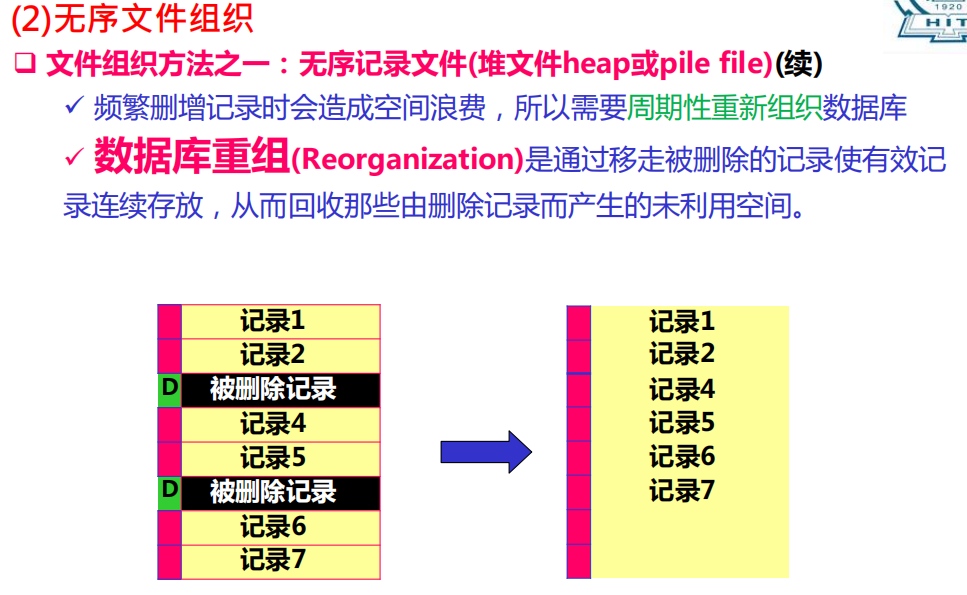 (2)无序文件组织
1920
HIT
❑ 文件组织方法之一：无序记录文件(堆文件heap或pile file)(续)
✓ 频繁删增记录时会造成空间浪费，所以需要周期性重新组织数据库
✓ 数据库重组(Reorganization)是通过移走被删除的记录使有效记
录连续存放，从而回收那些由删除记录而产生的未利用空间。
记录1
记录2
D 被删除记录
记录4
记录5
D 被删除记录
记录6
记录7
记录1
记录2
记录4
记录5
记录6
记录7